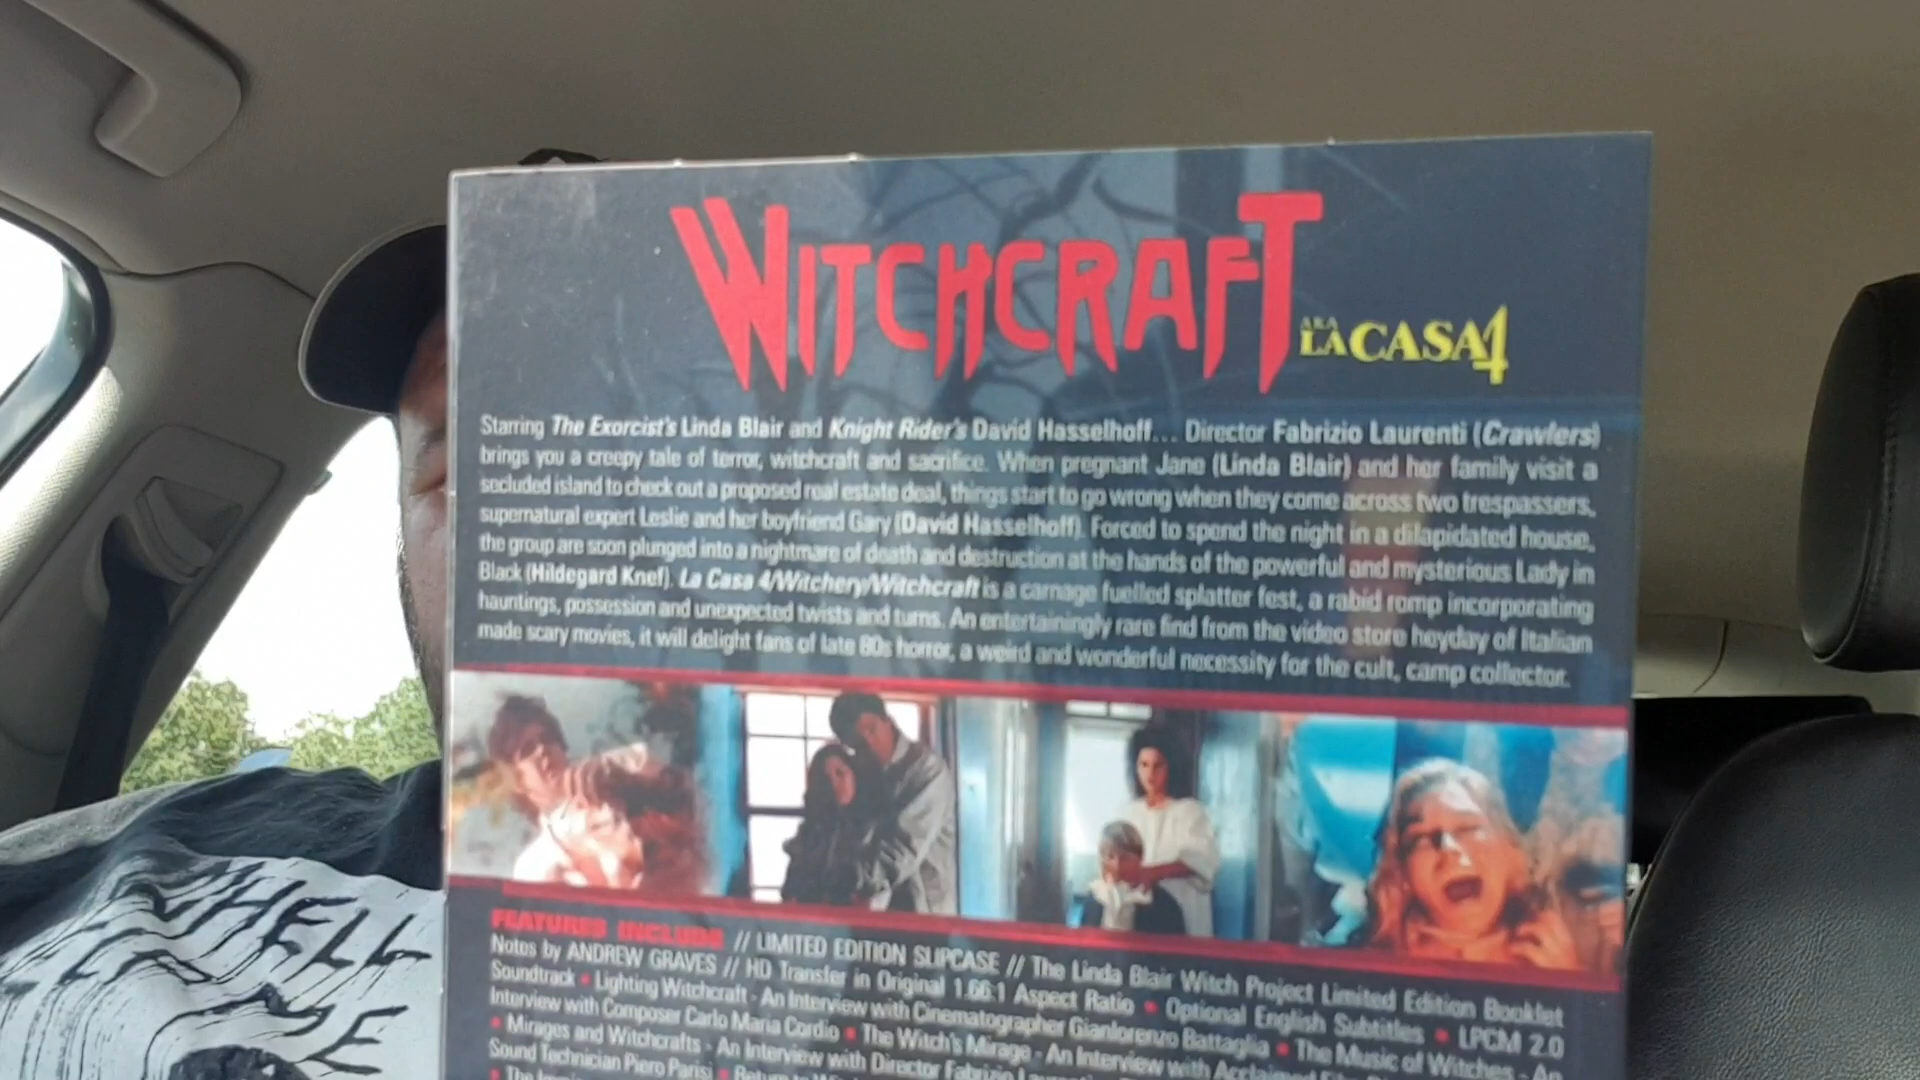 WITCHCRAFT
AKA
LA CASA 4
Starring The Exorcist's Linda Blair and Knight Rider's David Hasselhoff... Director Fabrizio Laurenti (Crawlers)
brings you a creepy tale of terror, witchcraft and sacrifice. When pregnant Jane (Linda Blair) and her family visit a
secluded island to check out a proposed real estate deal, things start to go wrong when they come across two trespassers,
supernatural expert Leslie and her boyfriend Gary (David Hasselhoff). Forced to spend the night in a dilapidated house,
the group are soon plunged into a nightmare of death and destruction at the hands of the powerful and mysterious Lady in
Black (Hildegard Knef). La Casa 4/Witchery/Witchcraft is a carnage fuelled splatter fest, a rabid romp incorporating
hauntings, possession and unexpected twists and turns. An entertainingly rare find from the video store heyday of Italian
made scary movies, it will delight fans of late 80s horror, a weird and wonderful necessity for the cult, camp collector.
FEATURES INCLUDE // LIMITED EDITION SLIPCASE // The Linda Blair Witch Project Limited Edition Booklet
Notes by ANDREW GRAVES // HD Transfer in Original 1.66:1 Aspect Ratio • Optional English Subtitles • LPCM 2.0
Soundtrack • Lighting Witchcraft - An Interview with Cinematographer Gianlorenzo Battaglia • The Music of Witches - An
Interview with Composer Carlo Maria Cordio • The Witch's Mirage - An Interview with Acclaimed
• Mirages and Witchcrafts - An Interview with Director Fabrizio
Sound Technician Piero Parisi • Return to
• The
HELL